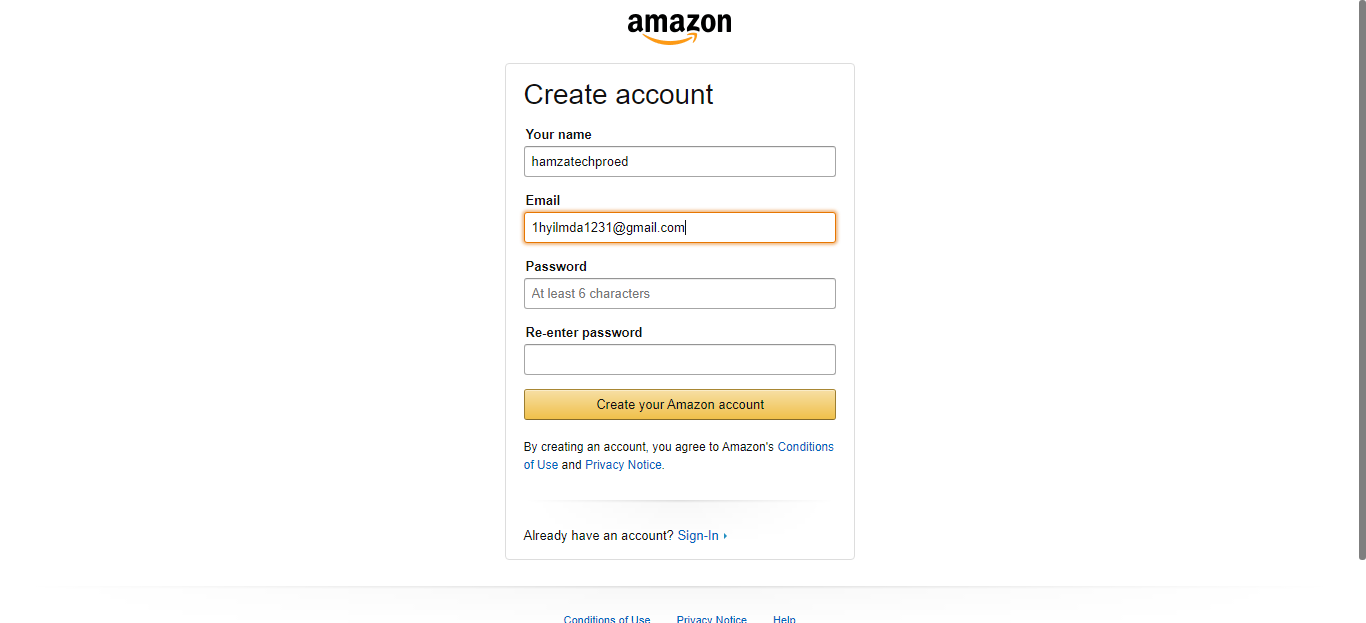 amazon
Create account
Your name
hamzatechproed
Email
1hyilmda1231@gmail.com
Password
At least 6 characters
Re-enter password
Create your Amazon account
By creating an account, you agree to Amazon's Conditions
of Use and Privacy Notice.
Already have an account? Sign-In
Conditions of Use Privacy Notice Help